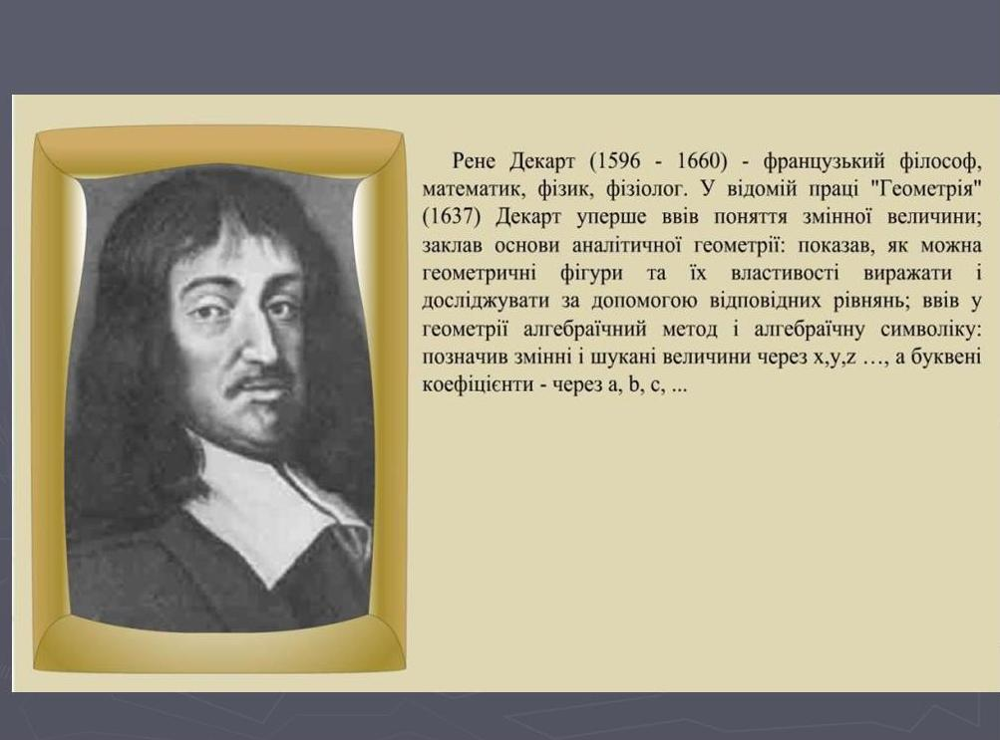 Рене Декарт (1596 - 1660) - французький філософ,
математик, фізик, фізіолог. У відомій праці "Геометрія"
(1637) Декарт уперше ввів поняття змінної величини;
заклав основи аналітичної геометрії: показав, як можна
геометричні фігури та їх властивості виражати і
досліджувати за допомогою відповідних рівнянь; ввів у
геометрії алгебраїчний метод і алгебраїчну символіку:
позначив змінні і шукані величини через x,y,z …, а буквені
коефіцієнти - через a, b, c, ...